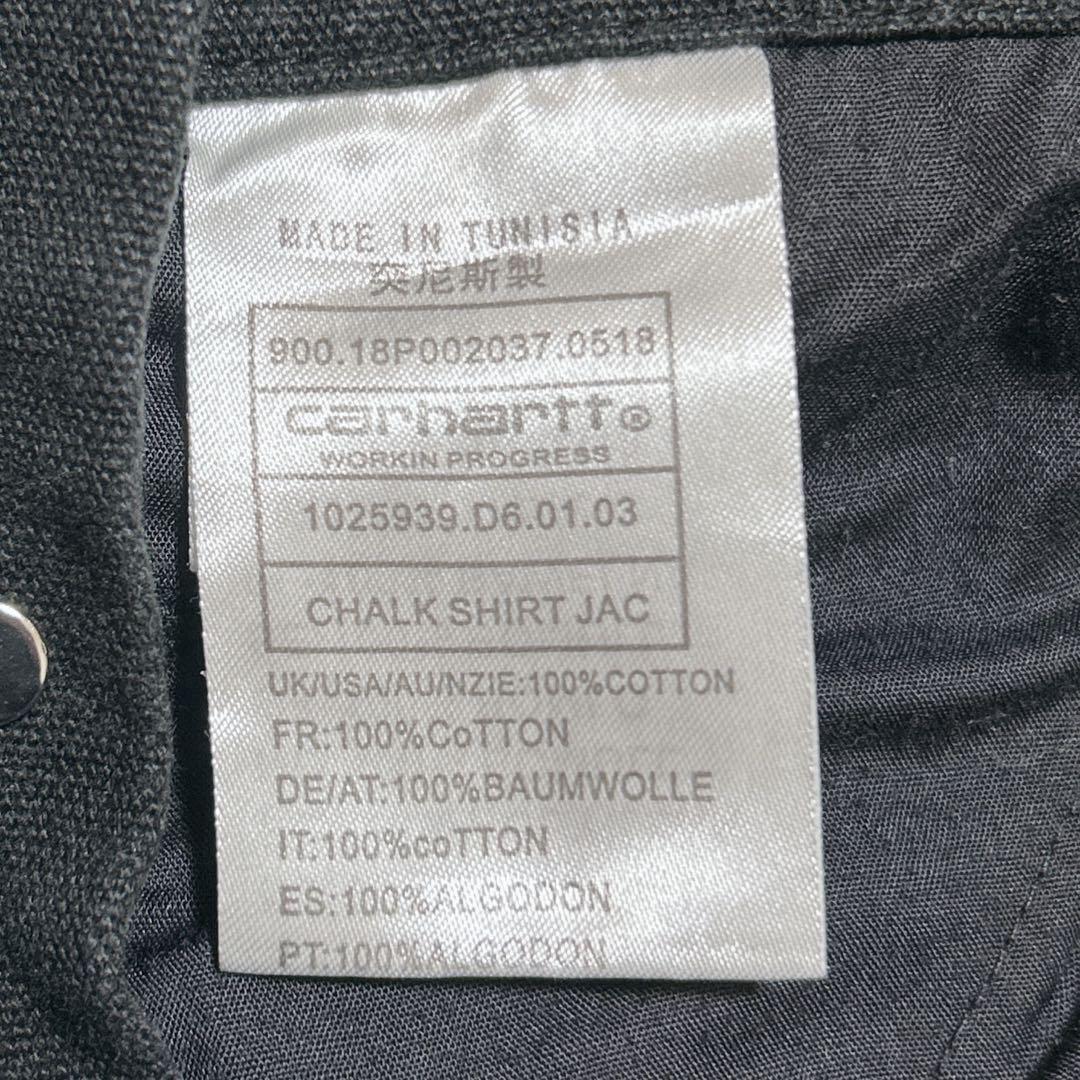 MADE IN TUNISIA
突尼斯製
900.18P002037.0518
carhartt®
WORKIN PROGRESS
1025939.D6.01.03
CHALK SHIRT JAC
UK/USA/AU/NZIE:100%COTTON
FR:100%CoTTON
DE/AT:100%BAUMWOLLE
IT:100%coTTON
ES:100%ALGODON
PT:100%ALGODON